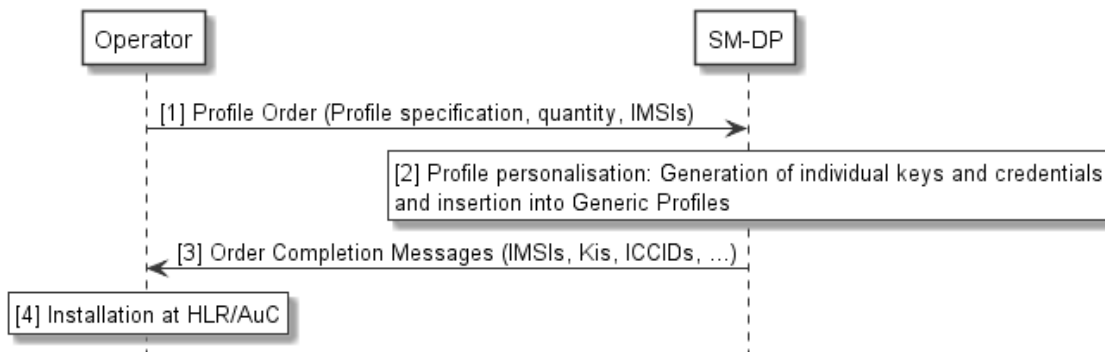 Operator
SM-DP
[1] Profile Order (Profile specification, quantity, IMSIs)
[2] Profile personalisation: Generation of individual keys and credentials
and insertion into Generic Profiles
[3] Order Completion Messages (IMSIs, Kis, ICCIDs, ...)
[4] Installation at HLR/AuC